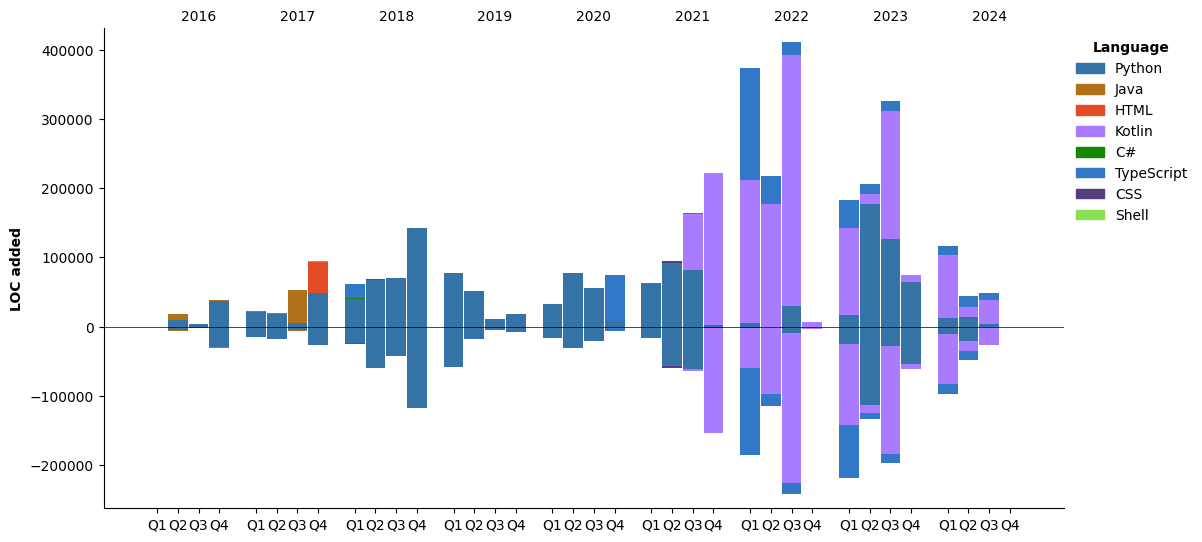 2016 2017 2018 2019 2020 2021 2022 2023 2024
LOC added
400000
300000
200000
100000
0
−100000
−200000
Q1 Q2 Q3 Q4 Q1 Q2 Q3 Q4 Q1 Q2 Q3 Q4 Q1 Q2 Q3 Q4 Q1 Q2 Q3 Q4 Q1 Q2 Q3 Q4 Q1 Q2 Q3 Q4 Q1 Q2 Q3 Q4 Q1 Q2 Q3 Q4
Language
Python
Java
HTML
Kotlin
C#
TypeScript
CSS
Shell